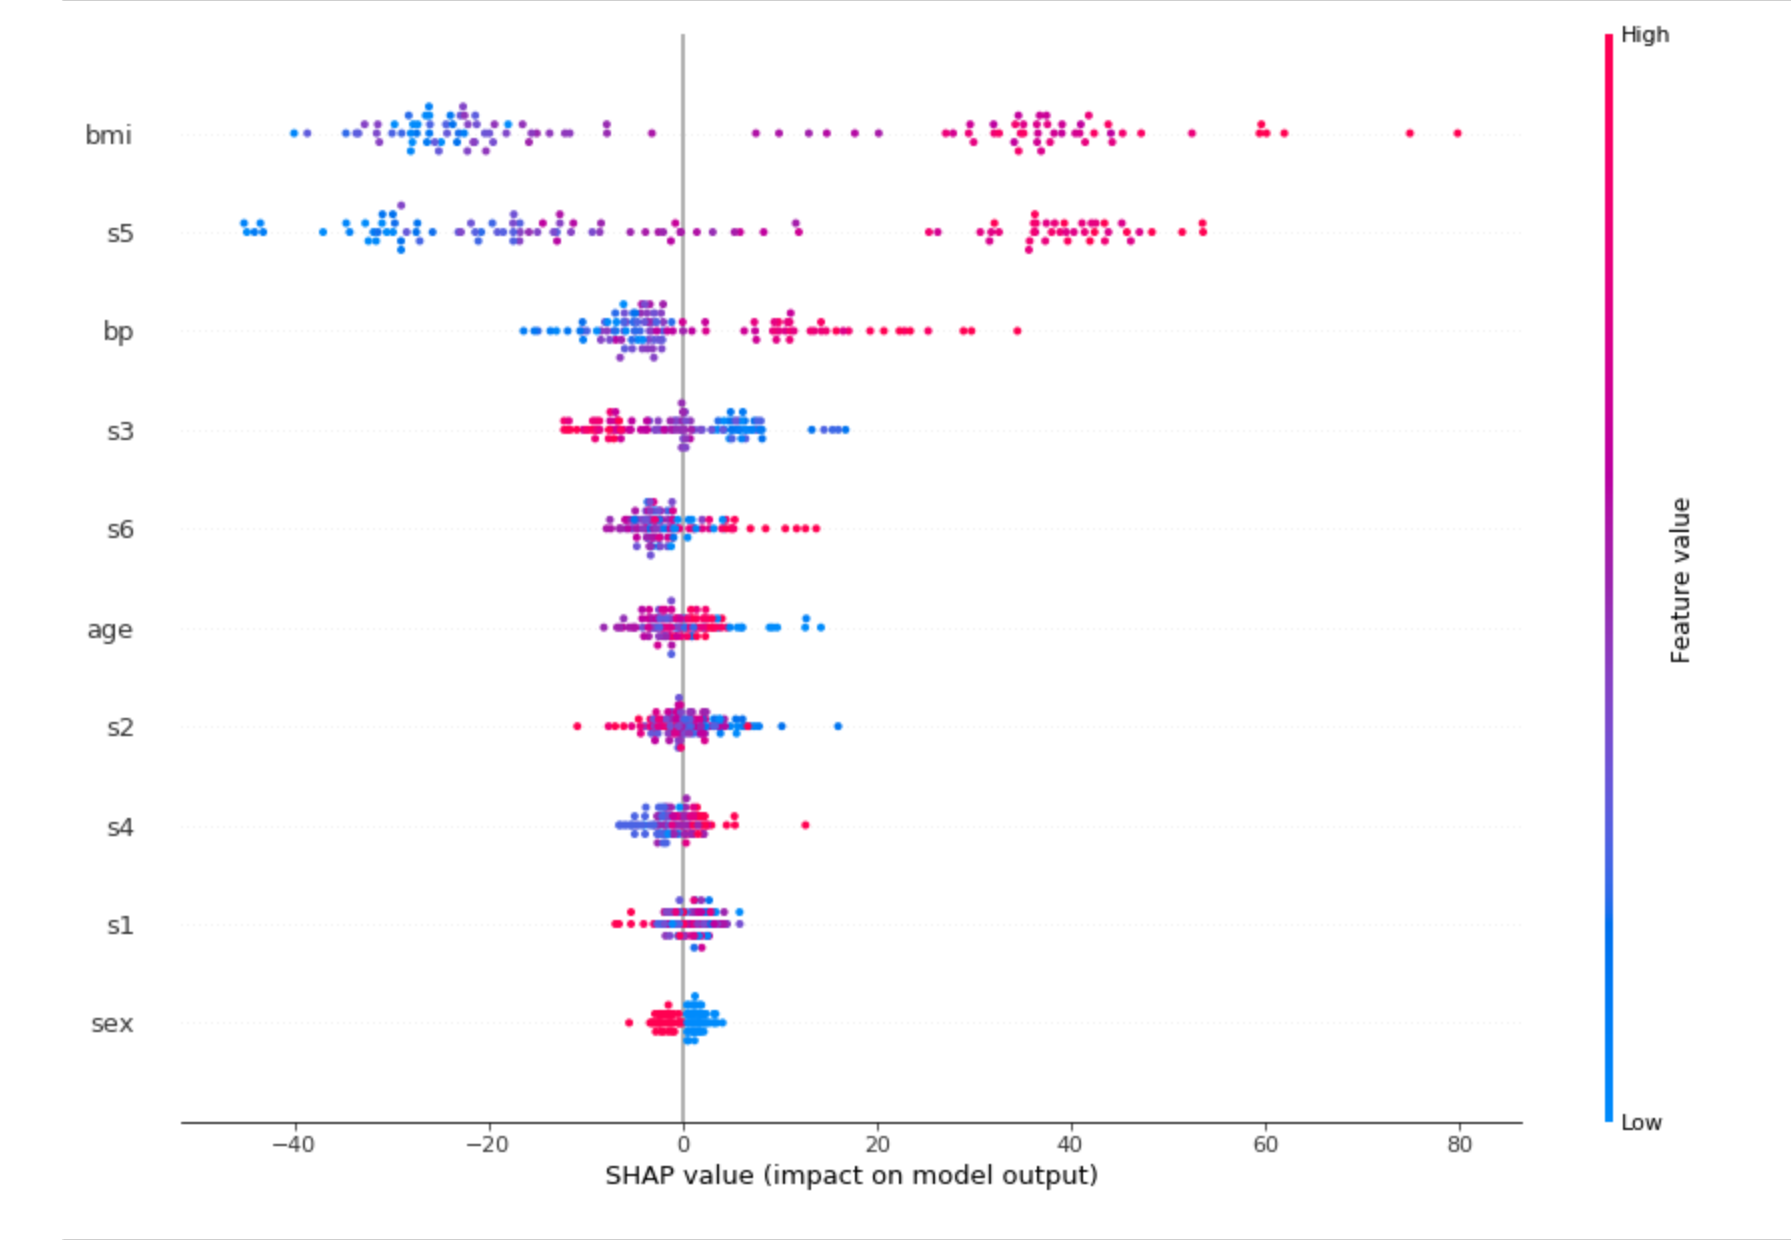 High
bmi
s5
bp
s3
s6
age
s2
s4
s1
sex
Feature value
Low
−40 −20 0 20 40 60 80
SHAP value (impact on model output)